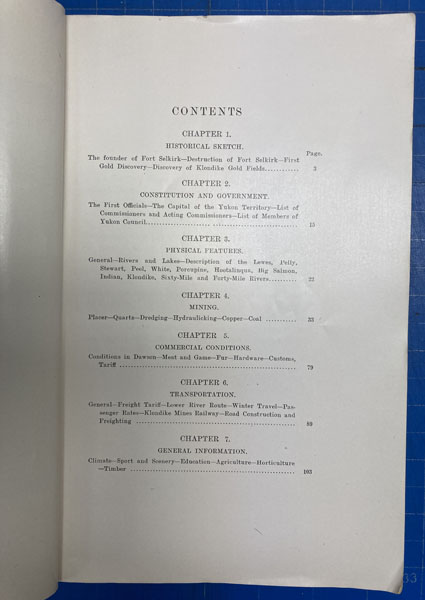 CONTENTS
CHAPTER 1.
HISTORICAL SKETCH.
Page.
The founder of Fort Selkirk—Destruction of Fort Selkirk—First
Gold Discovery—Discovery of Klondike Gold Fields............ 3
CHAPTER 2.
CONSTITUTION AND GOVERNMENT.
The First Officials—The Capital of the Yukon Territory—List of
Commissioners and Acting Commissioners—List of Members of
Yukon Council.................................................... 15
CHAPTER 3.
PHYSICAL FEATURES.
General—Rivers and Lakes—Description of the Lewes, Pelly,
Stewart, Peel, White, Porcupine, Hootalinqua, Big Salmon,
Indian, Klondike, Sixty-Mile and Forty-Mile Rivers.......... 22
CHAPTER 4.
MINING.
Placer—Quartz—Dredging—Hydraulicking—Copper—Coal ........... 33
CHAPTER 5.
COMMERCIAL CONDITIONS.
Conditions in Dawson—Meat and Game—Fur—Hardware—Customs,
Tariff ............................................................ 79
CHAPTER 6.
TRANSPORTATION.
General—Freight Tariff—Lower River Route—Winter Travel—Pas-
senger Rates—Klondike Mines Railway—Road Construction and
Freighting ...................................................... 89
CHAPTER 7.
GENERAL INFORMATION.
Climate—Sport and Scenery—Education—Agriculture—Horticulture
—Timber ........................................................ 103
33